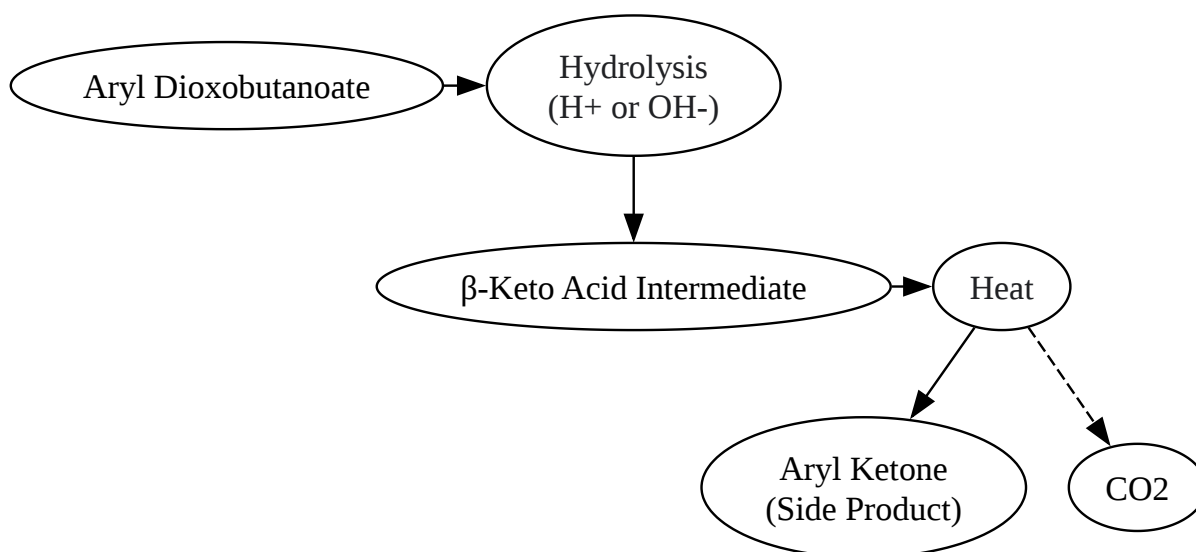 Aryl Dioxobutanoate
Hydrolysis
(H+ or OH-)
β-Keto Acid Intermediate
Heat
Aryl Ketone
(Side Product)
CO2